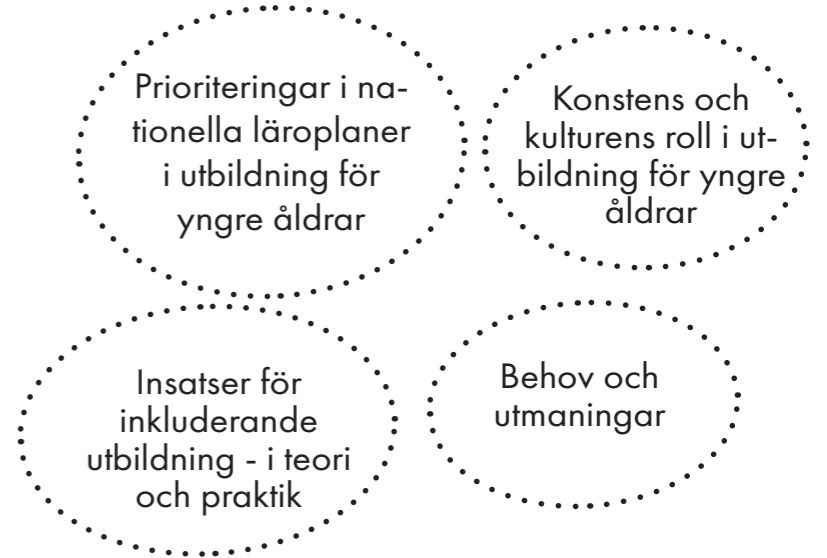 Prioriteringar i na-
tionella läroplaner
i utbildning för
yngre åldrar
Konstens och
kulturens roll i ut-
bildning för yngre
åldrar
Insatser för
inkluderande
utbildning - i teori
och praktik
Behov och
utmaningar